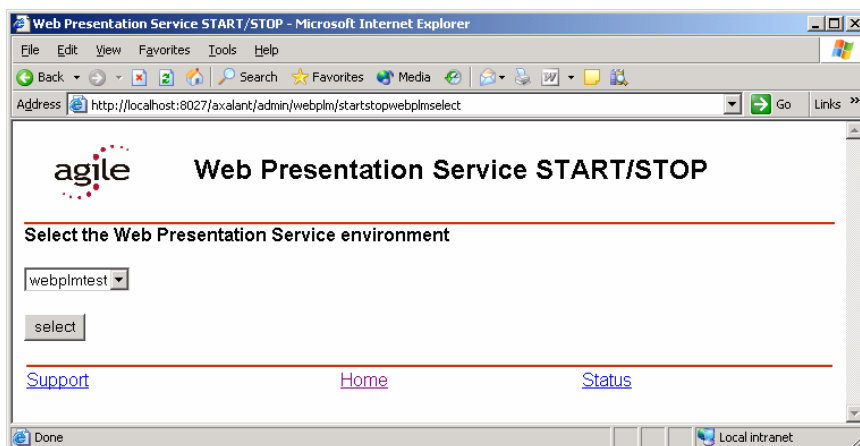 Web Presentation Service START/STOP - Microsoft Internet Explorer
File Edit View Favorites Tools Help
Back Search Favorites Media
Address http://localhost:8027/axalant/admin/webplm/startstopwebplmselect Go Links »
agile Web Presentation Service START/STOP
Select the Web Presentation Service environment
webplmtest
select
Support Home Status
Done Local intranet